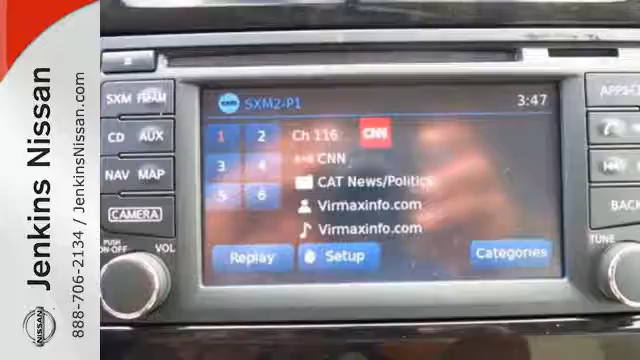 Jenkins Nissan
888-706-2134 / JenkinsNissan.com
NISSAN
SXM2-P1
3:47
1 2
3 4
5 6
Ch 116 CNN
CNN
CAT News/Politics
Virmaxinfo.com
Virmaxinfo.com
Replay
Setup
Categories
SXM FM·AM
CD AUX
NAV MAP
CAMERA
PUSH
ON·OFF
VOL
APPS
BACK
TUNE